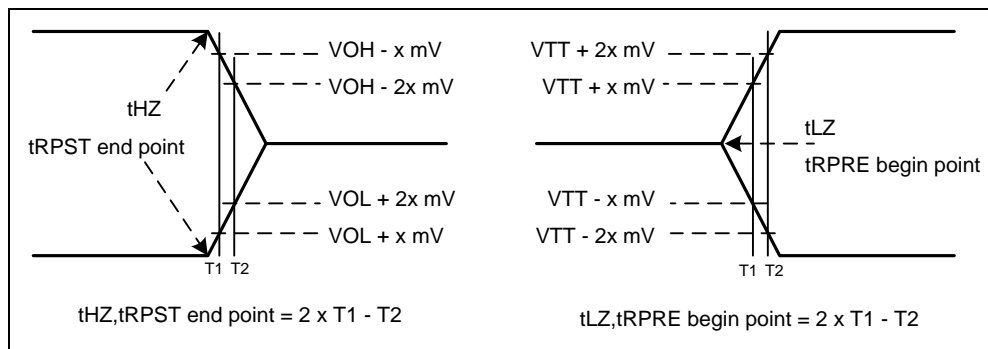 VOH - x mV
VOH - 2x mV
tHZ
tRPST end point
VOL + 2x mV
VOL + x mV
T1 T2
tHZ,tRPST end point = 2 x T1 - T2
VTT + 2x mV
VTT + x mV
tLZ
tRPRE begin point
VTT - x mV
VTT - 2x mV
T1 T2
tLZ,tRPRE begin point = 2 x T1 - T2